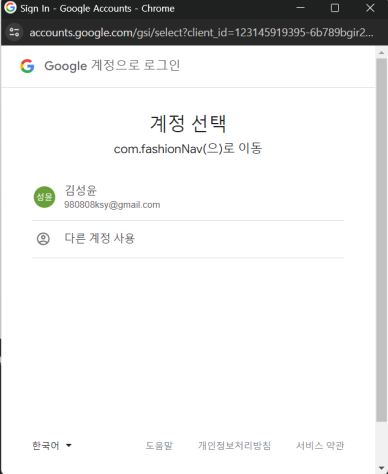 Sign In - Google Accounts - Chrome
accounts.google.com/gsi/select?client_id=123145919395-6b789bgir2...
Google 계정으로 로그인
계정 선택
com.fashionNav(으)로 이동
성윤
김성윤
980808ksy@gmail.com
다른 계정 사용
한국어
도움말
개인정보처리방침
서비스 약관